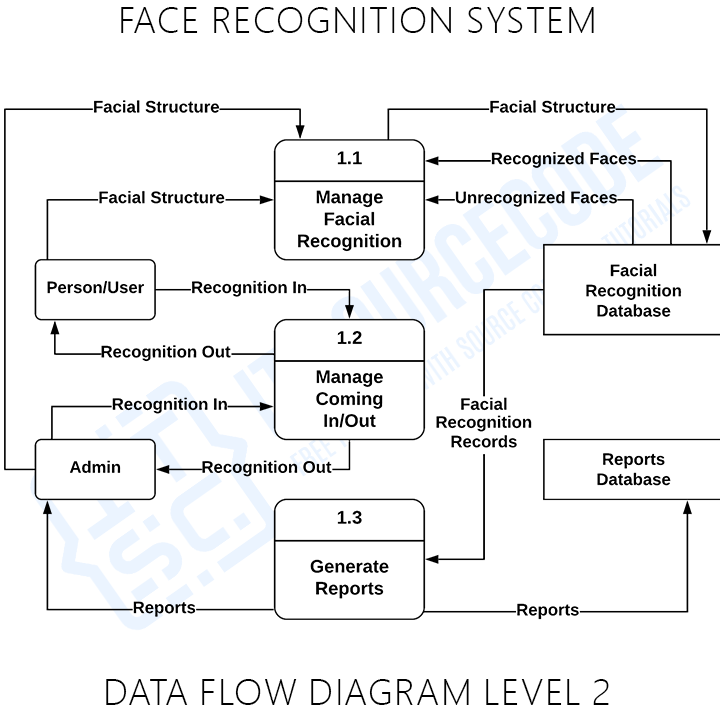 FACE RECOGNITION SYSTEM
Facial Structure
Facial Structure
1.1
Recognized Faces
Manage
Facial
Recognition
Facial Structure
Unrecognized Faces
Person/User
Recognition In
Facial
Recognition
Database
1.2
Recognition Out
Manage
Coming
In/Out
Recognition In
Facial
Recognition
Records
Admin
Recognition Out
Reports
Database
1.3
Generate
Reports
Reports
Reports
DATA FLOW DIAGRAM LEVEL 2